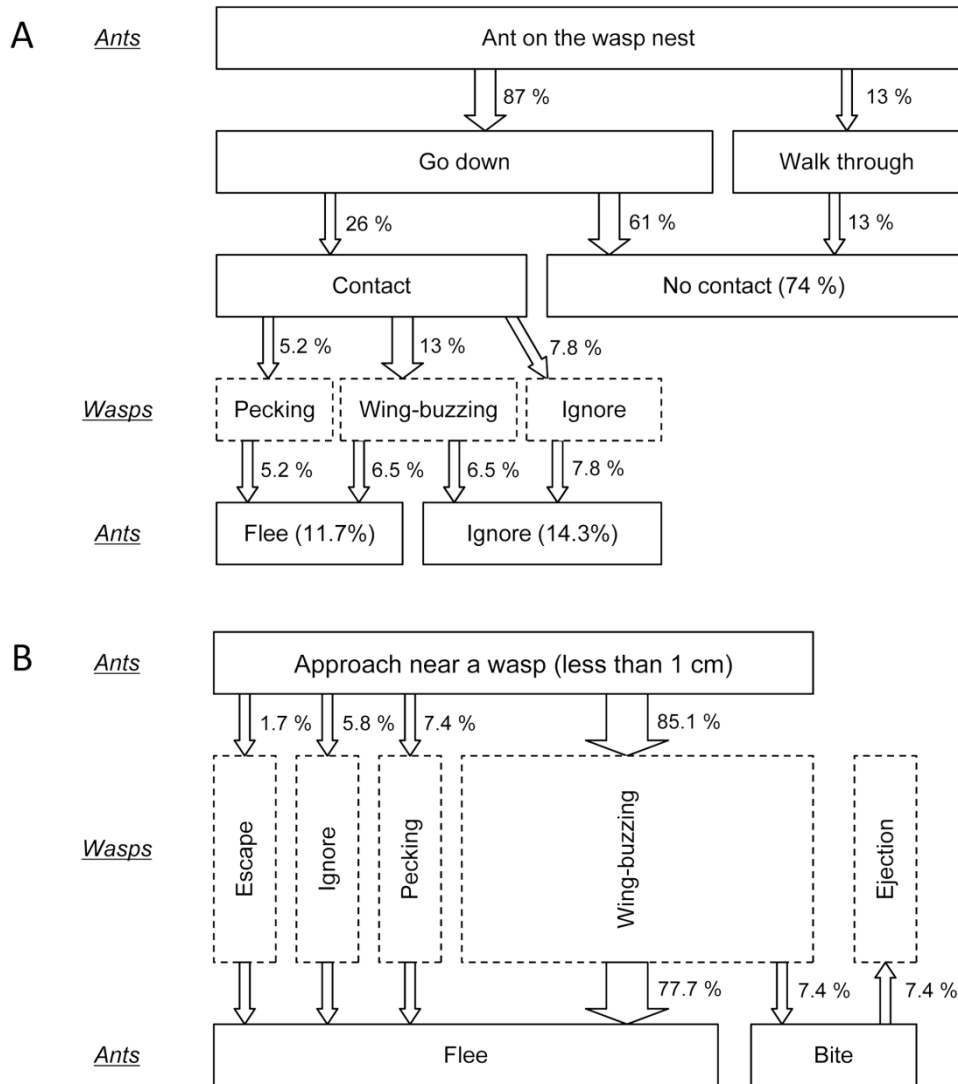 A
Ants
Ant on the wasp nest
87 %
13 %
Go down
Walk through
26 %
61 %
13 %
Contact
No contact (74 %)
5.2 %
13 %
7.8 %
Wasps
Pecking
Wing-buzzing
Ignore
5.2 %
6.5 %
6.5 %
7.8 %
Ants
Flee (11.7%)
Ignore (14.3%)
B
Ants
Approach near a wasp (less than 1 cm)
1.7 %
5.8 %
7.4 %
85.1 %
Wasps
Escape
Ignore
Pecking
Wing-buzzing
Ejection
77.7 %
7.4 %
7.4 %
Ants
Flee
Bite